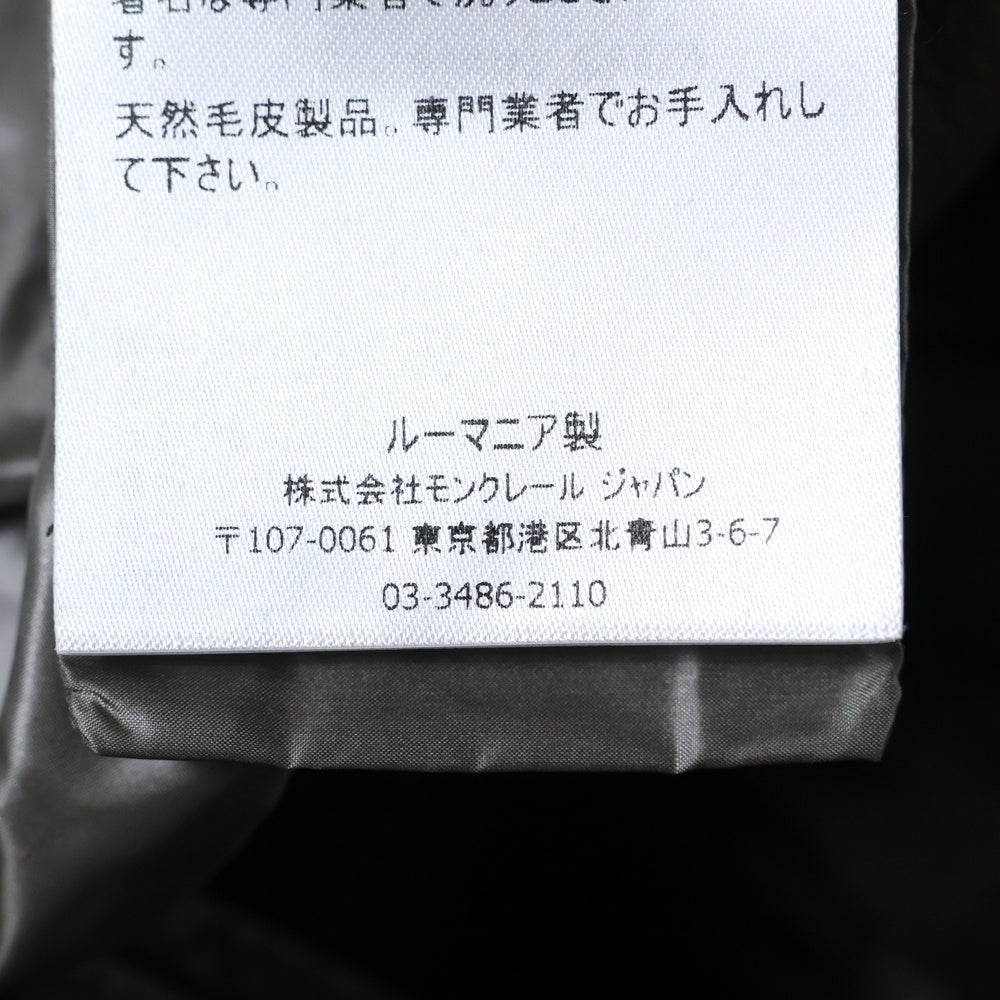 す。
天然毛皮製品。専門業者でお手入れし
て下さい。
ルーマニア製
株式会社モンクレール ジャパン
〒107-0061 東京都港区北青山3-6-7
03-3486-2110